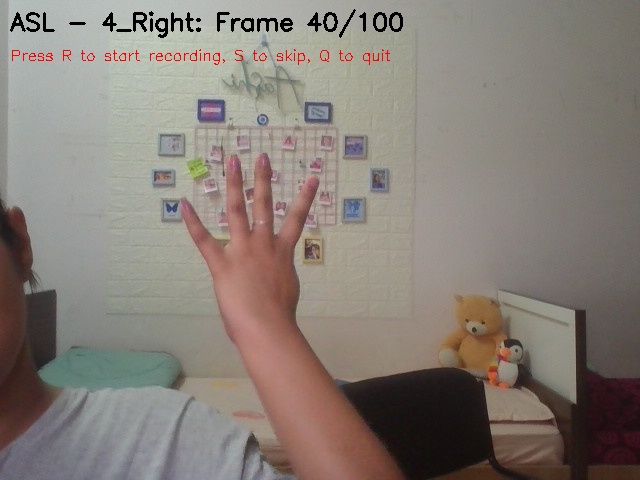 ASL - 4_Right: Frame 40/100
Press R to start recording, S to skip, Q to quit